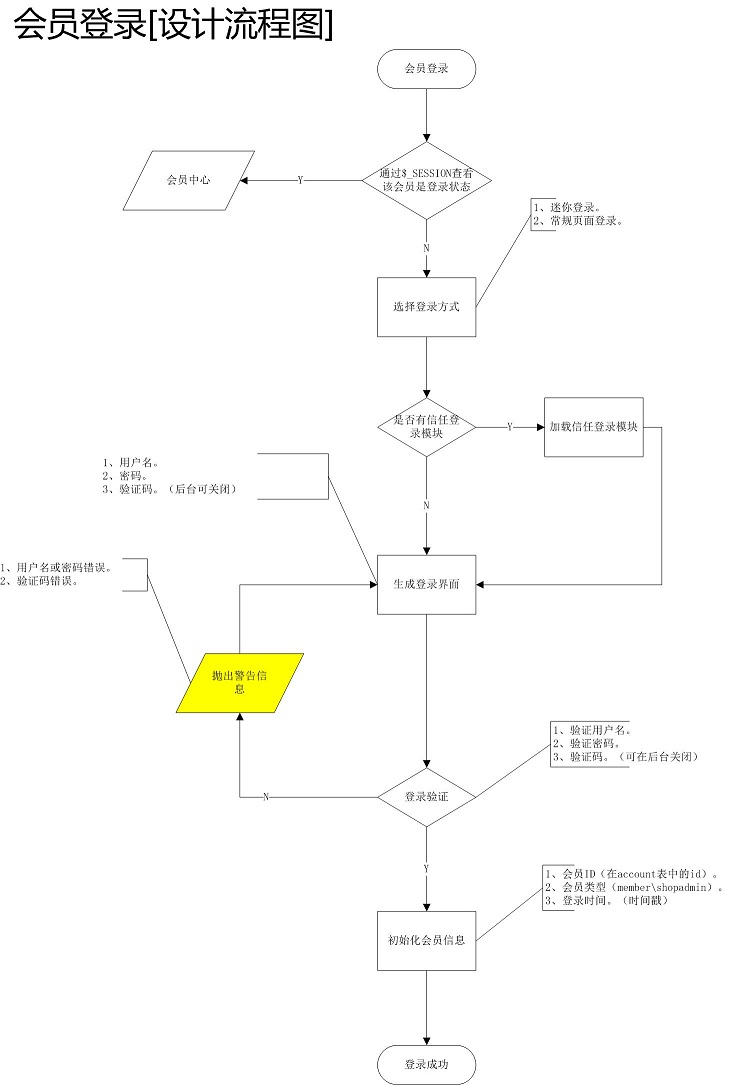 会员登录[设计流程图]
会员登录
通过$_SESSION查看
该会员是登录状态
Y
会员中心
1、迷你登录。
2、常规页面登录。
N
选择登录方式
是否有信任登
录模块
Y
加载信任登录模块
1、用户名。
2、密码。
3、验证码。（后台可关闭）
N
1、用户名或密码错误。
2、验证码错误。
生成登录界面
抛出警告信
息
1、验证用户名。
2、验证密码。
3、验证码。（可在后台关闭）
登录验证
N
Y
1、会员ID（在account表中的id）。
2、会员类型（member\shopadmin）。
3、登录时间。（时间戳）
初始化会员信息
登录成功